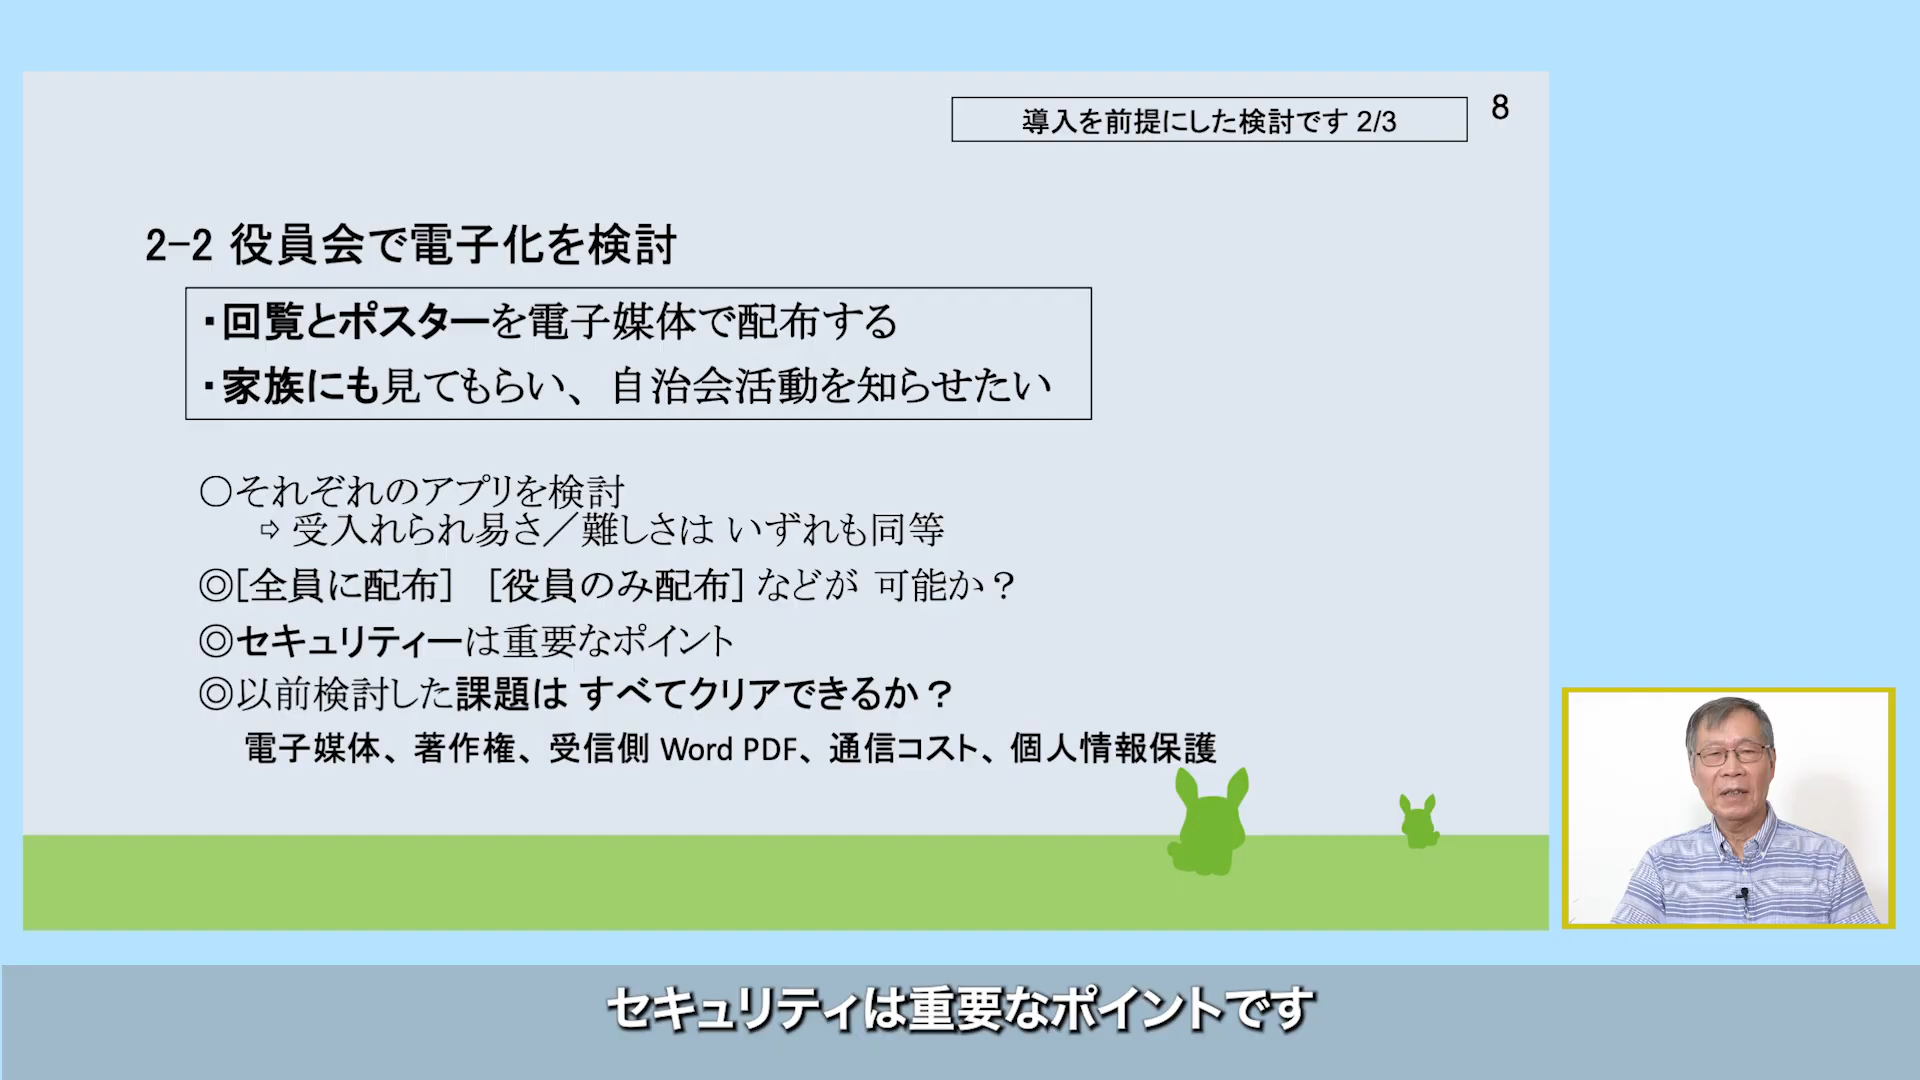 導入を前提にした検討です 2/3
8
2-2 役員会で電子化を検討
・回覧とポスターを電子媒体で配布する
・家族にも見てもらい、自治会活動を知らせたい
○それぞれのアプリを検討
⇨ 受入れられ易さ／難しさは いずれも同等
◎[全員に配布] [役員のみ配布] などが 可能か？
◎セキュリティーは重要なポイント
◎以前検討した課題は すべてクリアできるか？
電子媒体、著作権、受信側 Word PDF、通信コスト、個人情報保護
セキュリティは重要なポイントです